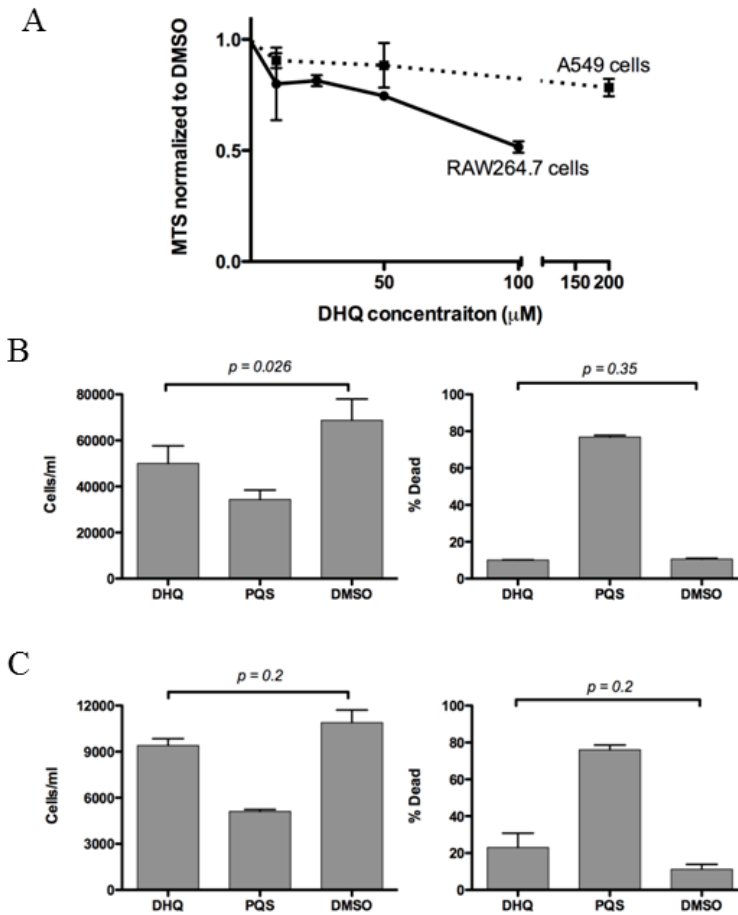 A
MTS normalized to DMSO
1.0
0.5
0.0
A549 cells
RAW264.7 cells
50
100
150 200
DHQ concentraiton (μM)
B
p = 0.026
Cells/ml
80000
60000
40000
20000
0
DHQ
PQS
DMSO
p = 0.35
% Dead
100
80
60
40
20
0
DHQ
PQS
DMSO
C
p = 0.2
Cells/ml
12000
9000
6000
3000
0
DHQ
PQS
DMSO
p = 0.2
% Dead
100
80
60
40
20
0
DHQ
PQS
DMSO